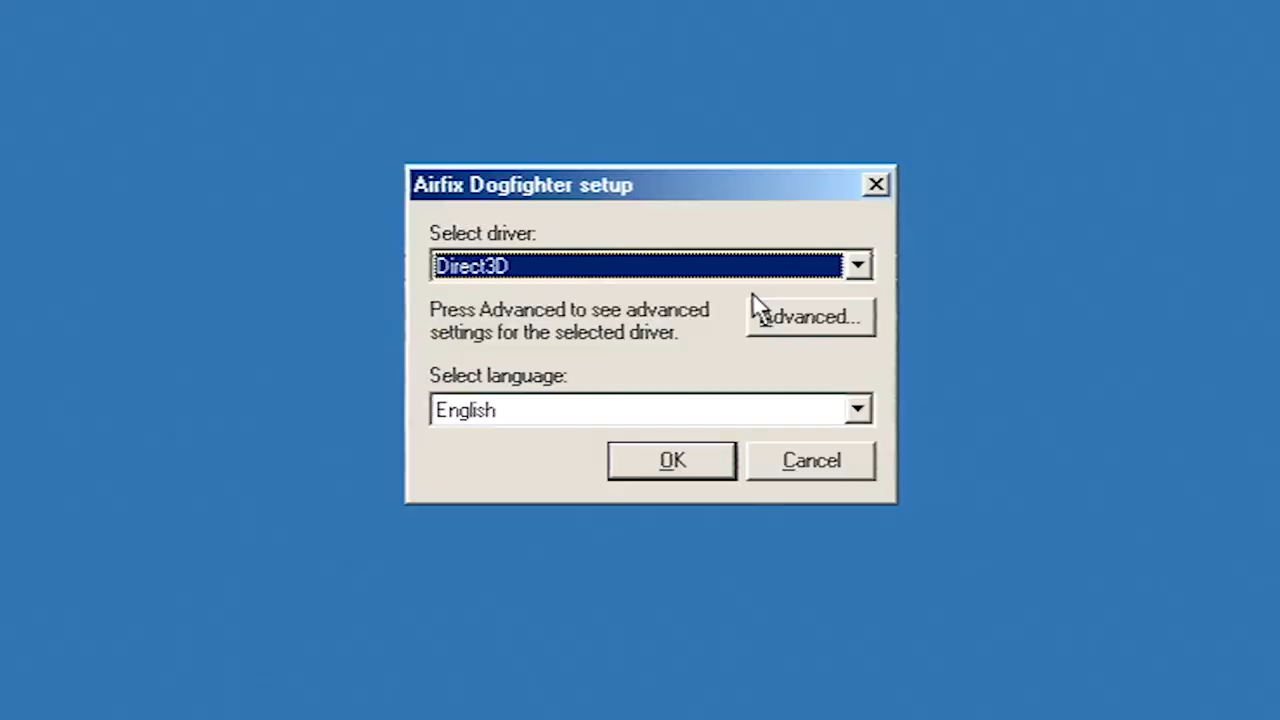 Airfix Dogfighter setup
Select driver:
Direct3D
Press Advanced to see advanced
settings for the selected driver.
Advanced...
Select language:
English
OK
Cancel